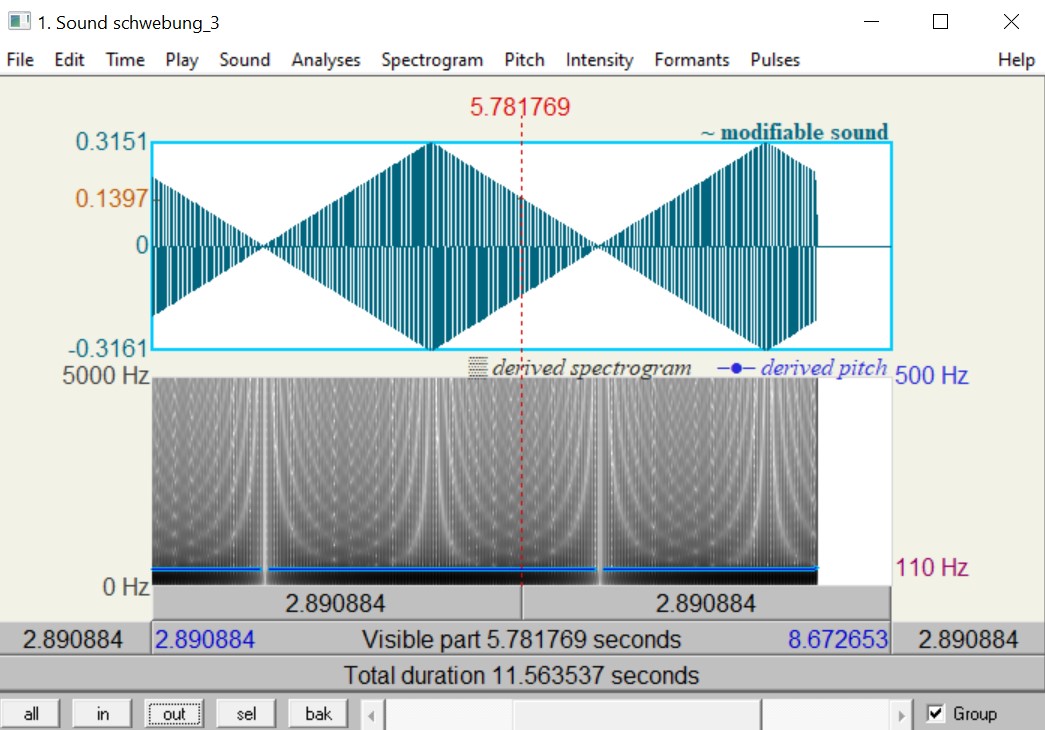 1. Sound schwebung_3
File Edit Time Play Sound Analyses Spectrogram Pitch Intensity Formants Pulses Help
5.781769
~ modifiable sound
0.3151
0.1397
0
-0.3161
derived spectrogram derived pitch
5000 Hz 500 Hz
110 Hz
0 Hz
2.890884 2.890884
2.890884 2.890884 Visible part 5.781769 seconds 8.672653 2.890884
Total duration 11.563537 seconds
all in out sel bak Group